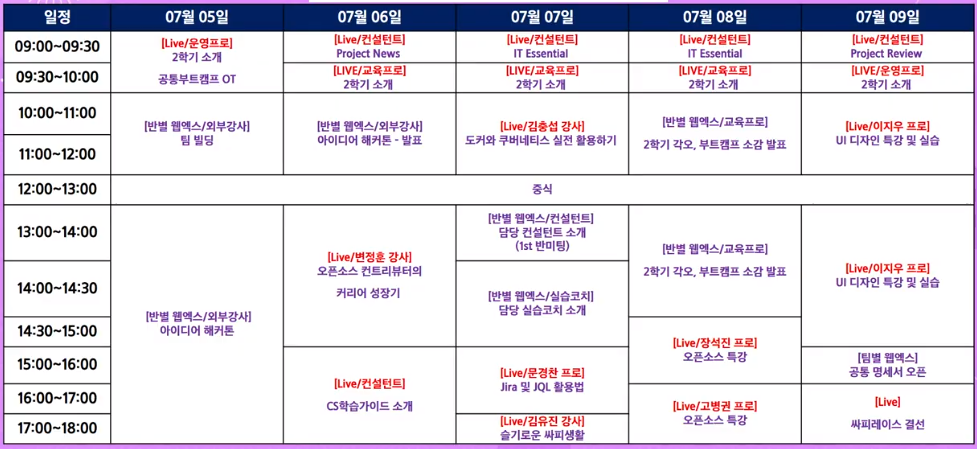 일정 07월 05일 07월 06일 07월 07일 07월 08일 07월 09일
09:00~09:30
09:30~10:00
10:00~11:00
11:00~12:00
12:00~13:00
13:00~14:00
14:00~14:30
14:30~15:00
15:00~16:00
16:00~17:00
17:00~18:00
[Live/운영프로]
2학기 소개
공통부트캠프 OT
[반별 웹엑스/외부강사]
팀 빌딩
[반별 웹엑스/외부강사]
아이디어 해커톤
[Live/컨설턴트]
Project News
[LIVE/교육프로]
2학기 소개
[반별 웹엑스/외부강사]
아이디어 해커톤 - 발표
[Live/변정훈 강사]
오픈소스 컨트리뷰터의
커리어 성장기
[Live/컨설턴트]
CS학습가이드 소개
[Live/컨설턴트]
IT Essential
[LIVE/교육프로]
2학기 소개
[Live/김충섭 강사]
도커와 쿠버네티스 실전 활용하기
[반별 웹엑스/컨설턴트]
담당 컨설턴트 소개
(1st 반미팅)
[반별 웹엑스/실습코치]
담당 실습코치 소개
[Live/문경찬 프로]
Jira 및 JQL 활용법
[Live/김유진 강사]
슬기로운 싸피생활
[Live/컨설턴트]
IT Essential
[LIVE/교육프로]
2학기 소개
[반별 웹엑스/교육프로]
2학기 각오, 부트캠프 소감 발표
[반별 웹엑스/교육프로]
2학기 각오, 부트캠프 소감 발표
[Live/장석진 프로]
오픈소스 특강
[Live/고병권 프로]
오픈소스 특강
[Live/컨설턴트]
Project Review
[LIVE/운영프로]
2학기 소개
[Live/이지우 프로]
UI 디자인 특강 및 실습
[Live/이지우 프로]
UI 디자인 특강 및 실습
[팀별 웹엑스]
공통 명세서 오픈
[Live]
싸피레이스 결선
중식